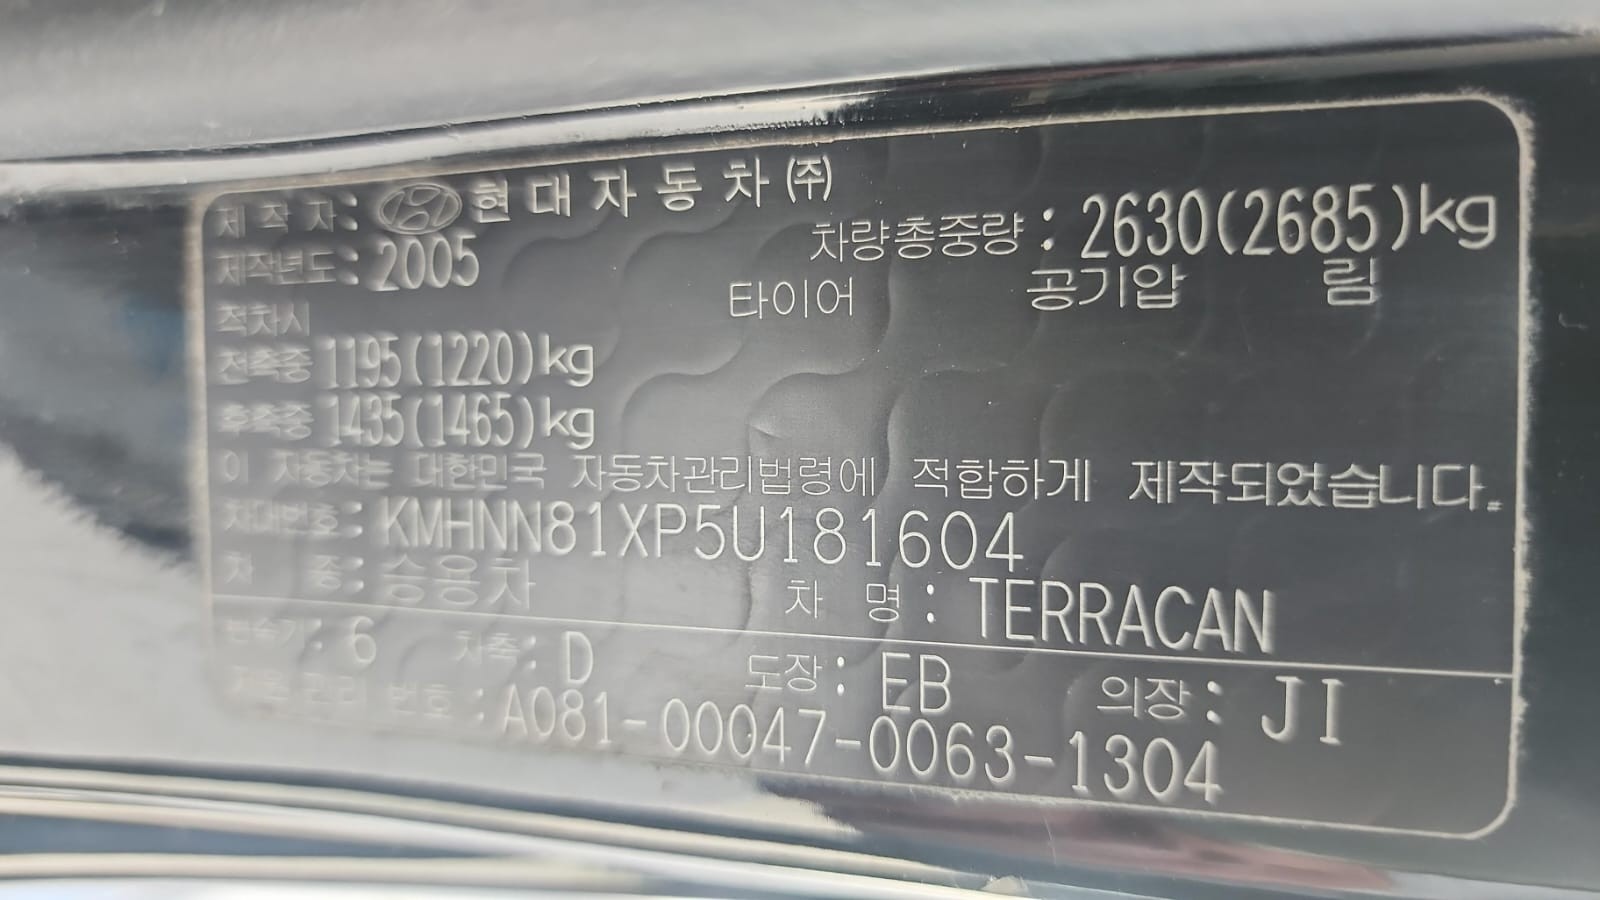 제작자: 현대자동차㈜
제작년도: 2005
차량총중량: 2630(2685)kg
타이어 공기압 림
적차시
전축중 1195(1220)kg
후축중 1435(1465)kg
이 자동차는 대한민국 자동차관리법령에 적합하게 제작되었습니다.
차대번호: KMHNN81XP5U181604
차 종: 승용차 차 명: TERRACAN
변속기: 6 차축: D 도장: EB 의장: JI
관리 번호: A081-00047-0063-1304